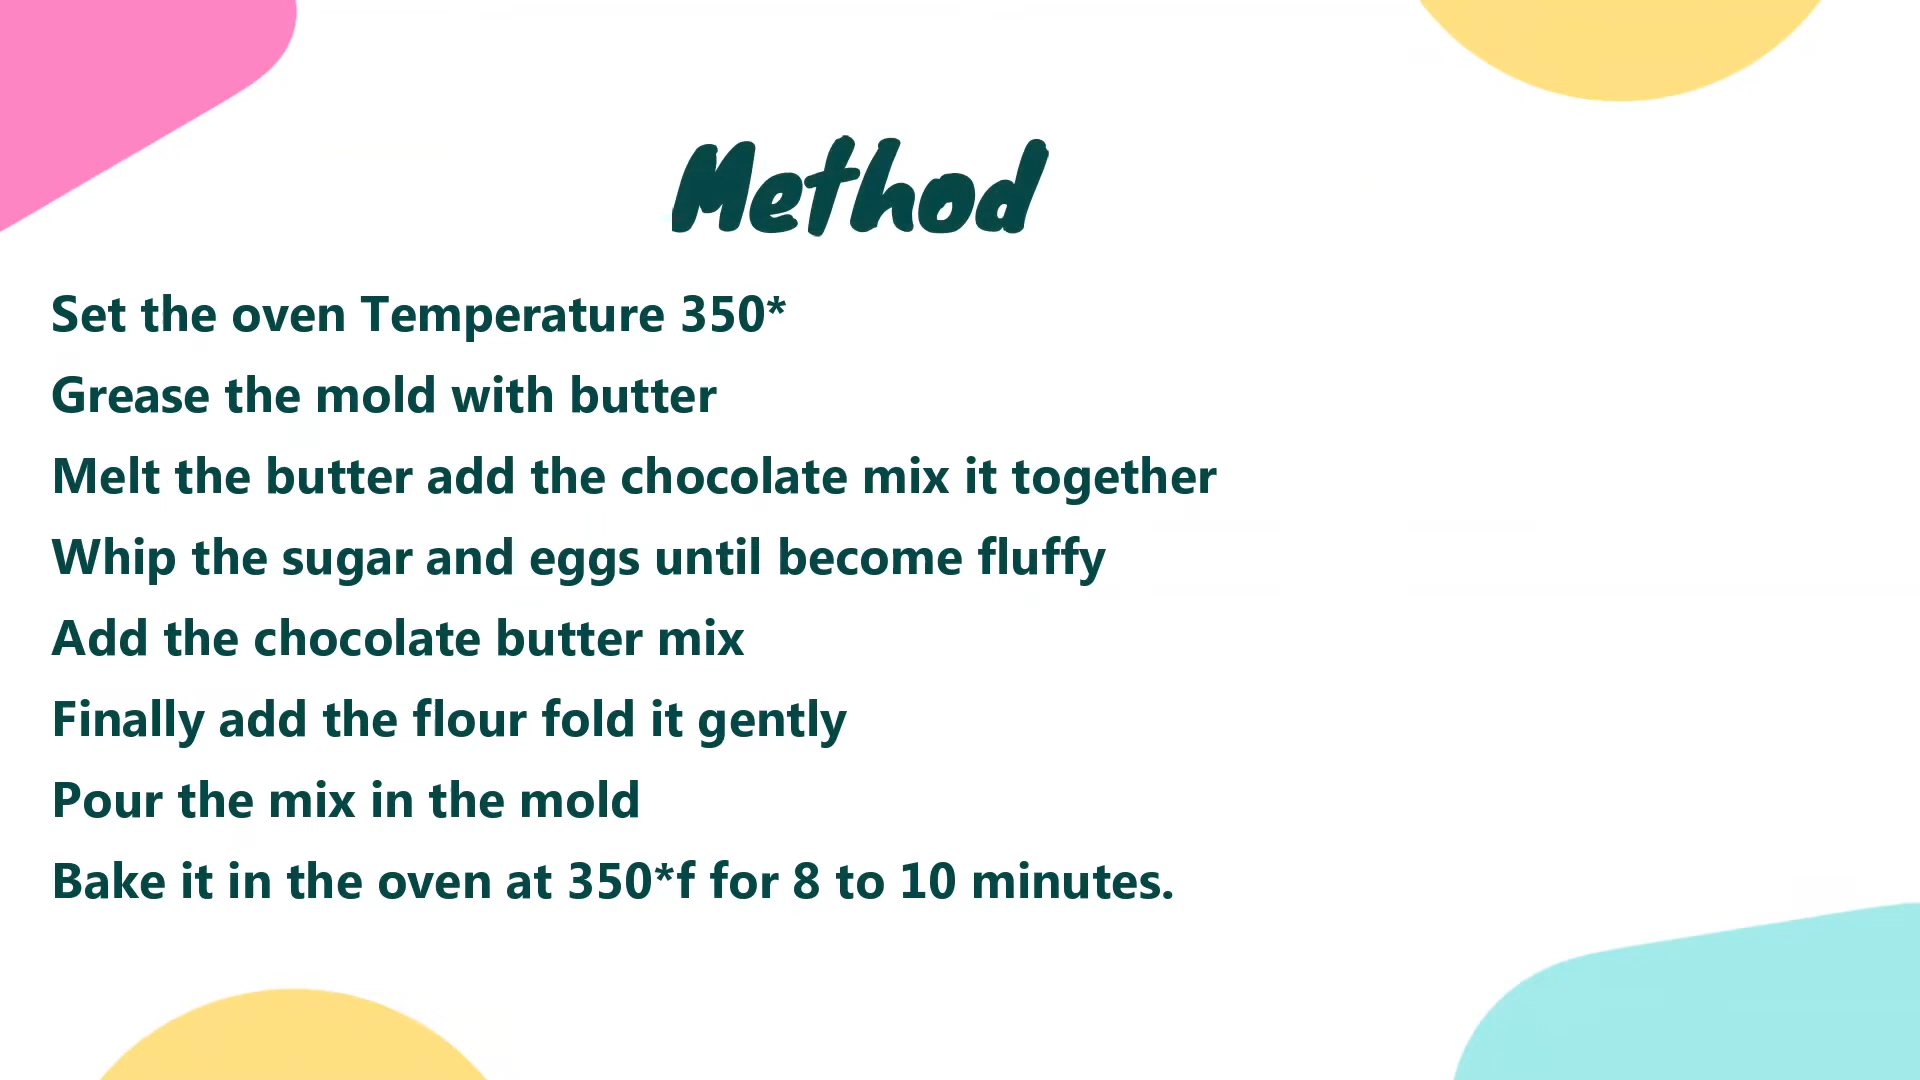 Method
Set the oven Temperature 350*
Grease the mold with butter
Melt the butter add the chocolate mix it together
Whip the sugar and eggs until become fluffy
Add the chocolate butter mix
Finally add the flour fold it gently
Pour the mix in the mold
Bake it in the oven at 350*f for 8 to 10 minutes.